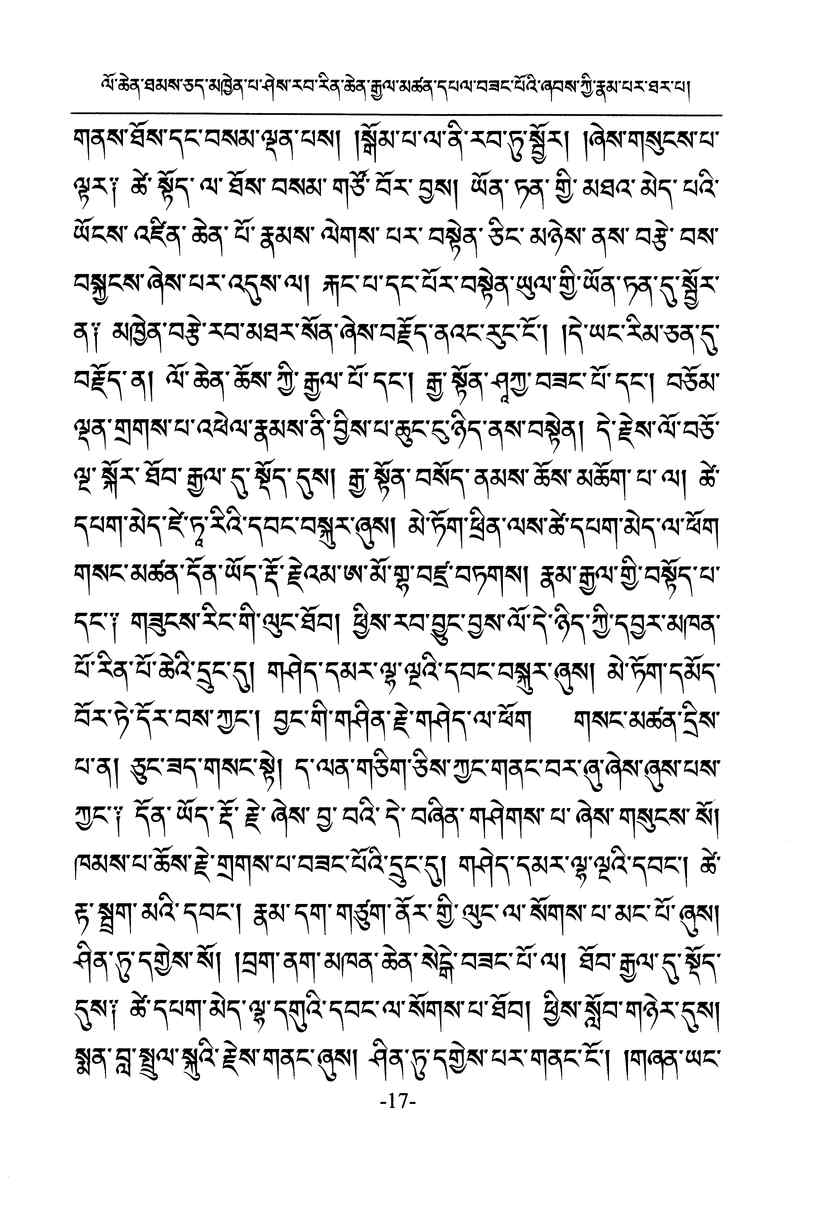 ལོ་ཆེན་ཐམས་ཅད་མཁྱེན་པ་ཤེས་རབ་རིན་ཆེན་རྒྱལ་མཚན་དཔལ་བཟང་པོའི་ཞབས་ཀྱི་རྣམ་པར་ཐར་པ།
གནས་ཐོས་དང་བསམ་ལྡན་པས། །སྒོམ་པ་ལ་ནི་རབ་ཏུ་སྦྱོར། །ཞེས་གསུངས་པ་
ལྟར༑ ཚེ་སྟོད་ལ་ཐོས་བསམ་གཙོ་བོར་བྱས། ཡོན་ཏན་གྱི་མཐའ་མེད་པའི་
ཡོངས་འཛིན་ཆེན་པོ་རྣམས་ལེགས་པར་བསྟེན་ཅིང་མཉེས་ནས་བརྩེ་བས་
བསྐྱངས་ཞེས་པར་འདུས་ལ། རྐང་པ་དང་པོར་བསྟེན་ཡུལ་གྱི་ཡོན་ཏན་དུ་སྦྱོར་
ན༑ མཁྱེན་བརྩེ་རབ་མཐར་སོན་ཞེས་བརྗོད་ནའང་རུང་ངོ་། །དེ་ཡང་རིམ་ཅན་དུ་
བརྗོད་ན། ལོ་ཆེན་ཆོས་ཀྱི་རྒྱལ་པོ་དང་། རྒྱ་སྟོན་ཤཱཀྱ་བཟང་པོ་དང་། བཅོམ་
ལྡན་གྲགས་པ་འཕེལ་རྣམས་ནི་བྱིས་པ་ཆུང་ངུ་ཉིད་ནས་བསྟེན། དེ་རྗེས་ལོ་བཅོ་
ལྔ་སྐོར་ཐོབ་རྒྱལ་དུ་སྡོད་དུས། རྒྱ་སྟོན་བསོད་ནམས་ཆོས་མཆོག་པ་ལ། ཚེ་
དཔག་མེད་ཛེ་ཏཱ་རིའི་དབང་བསྐུར་ཞུས། མེ་ཏོག་ཕྲིན་ལས་ཚེ་དཔག་མེད་ལ་ཕོག
གསང་མཚན་དོན་ཡོད་རྡོ་རྗེའམ་ཨ་མོ་གྷ་བཛྲ་བཏགས། རྣམ་རྒྱལ་གྱི་བསྟོད་པ་
དང་༑ གཟུངས་རིང་གི་ལུང་ཐོབ། ཕྱིས་རབ་བྱུང་བྱས་ལོ་དེ་ཉིད་ཀྱི་དབྱར་མཁན་
པོ་རིན་པོ་ཆེའི་དྲུང་དུ། གཤེད་དམར་ལྷ་ལྔའི་དབང་བསྐུར་ཞུས། མེ་ཏོག་དམོད་
བོར་ཏེ་དོར་བས་ཀྱང་། བྱང་གི་གཤིན་རྗེ་གཤེད་ལ་ཕོག གསང་མཚན་དྲིས་
པ་ན། ཅུང་ཟད་གསང་སྟེ། ད་ལན་གཅིག་ཅིས་ཀྱང་གནང་བར་ཞུ་ཞེས་ཞུས་པས་
ཀྱང་༑ དོན་ཡོད་རྡོ་རྗེ་ཞེས་བྱ་བའི་དེ་བཞིན་གཤེགས་པ་ཞེས་གསུངས་སོ།
ཁམས་པ་ཆོས་རྗེ་གྲགས་པ་བཟང་པོའི་དྲུང་དུ། གཤེད་དམར་ལྷ་ལྔའི་དབང་། ཚེ་
རྟ་སྦྲག་མའི་དབང་། རྣམ་དག་གཙུག་ནོར་གྱི་ལུང་ལ་སོགས་པ་མང་པོ་ཞུས།
ཤིན་ཏུ་དགྱེས་སོ། །བྲག་ནག་མཁན་ཆེན་སེངྒེ་བཟང་པོ་ལ། ཐོབ་རྒྱལ་དུ་སྡོད་
དུས༑ ཚེ་དཔག་མེད་ལྷ་དགུའི་དབང་ལ་སོགས་པ་ཐོབ། ཕྱིས་སློབ་གཉེར་དུས།
སྨན་བླ་སྤྲུལ་སྐུའི་རྗེས་གནང་ཞུས། ཤིན་ཏུ་དགྱེས་པར་གནང་ངོ་། །གཞན་ཡང་
-17-